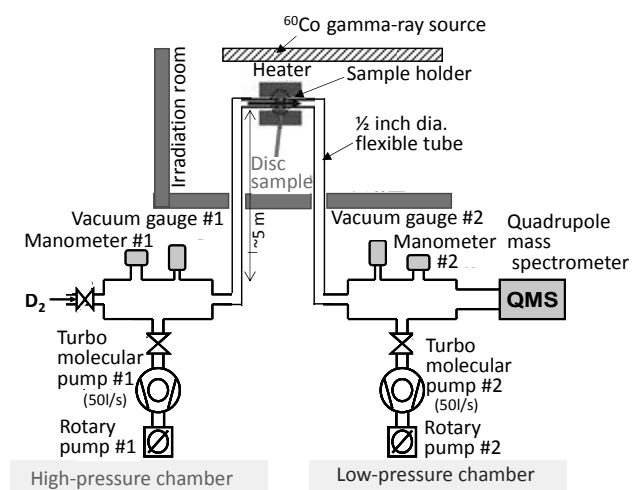 ⁶⁰Co gamma-ray source
Heater
Sample holder
Irradiation room
½ inch dia.
flexible tube
Disc
sample
~5 m
Vacuum gauge #1
Manometer #1
Vacuum gauge #2
Manometer
#2
Quadrupole
mass
spectrometer
D₂
QMS
Turbo
molecular
pump #1
(50l/s)
Turbo
molecular
pump #2
(50l/s)
Rotary
pump #1
Rotary
pump #2
High-pressure chamber
Low-pressure chamber